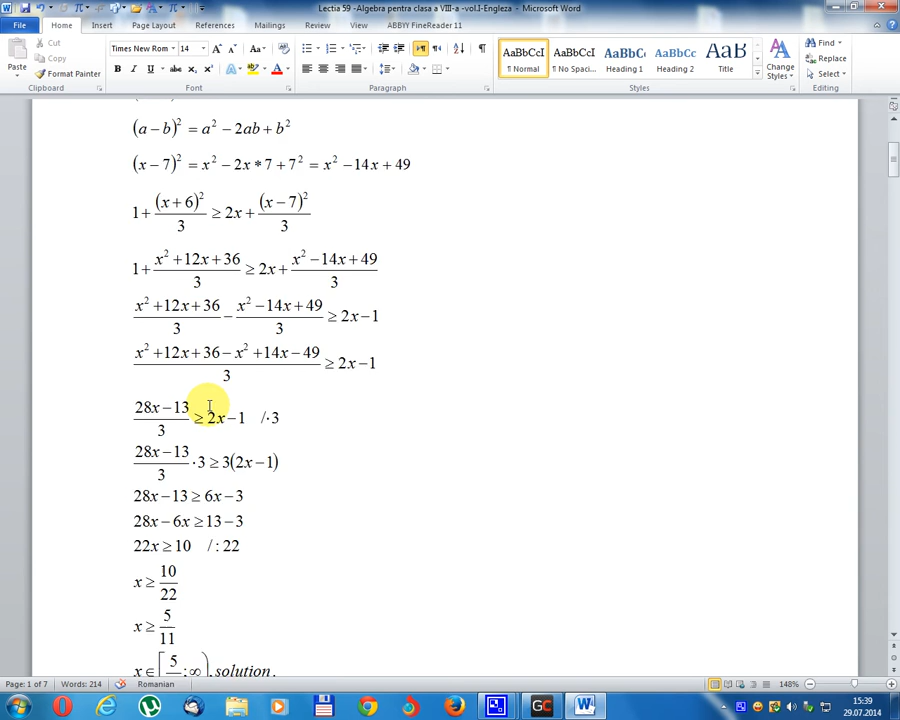 Lectia 59 -Algebra pentra clasa a VIII-a -vol.I-Engleza - Microsoft Word
File Home Insert Page Layout References Mailings Review View ABBYY FineReader 11
Cut
Copy
Format Painter
Paste
Clipboard
Times New Rom 14
Font
Paragraph
AaBbCcI AaBbCcI AaBbC AaBbCc AaB
¶ Normal ¶ No Spaci... Heading 1 Heading 2 Title
Styles
Change Styles
Find
Replace
Select
Editing
(a − b)² = a² − 2ab + b²
(x − 7)² = x² − 2x * 7 + 7² = x² − 14x + 49
1 + (x + 6)²/3 ≥ 2x + (x − 7)²/3
1 + x² + 12x + 36/3 ≥ 2x + x² − 14x + 49/3
x² + 12x + 36/3 − x² − 14x + 49/3 ≥ 2x − 1
x² + 12x + 36 − x² + 14x − 49/3 ≥ 2x − 1
28x − 13/3 ≥ 2x − 1 /·3
28x − 13/3 · 3 ≥ 3(2x − 1)
28x − 13 ≥ 6x − 3
28x − 6x ≥ 13 − 3
22x ≥ 10 /: 22
x ≥ 10/22
x ≥ 5/11
x ∈ [5 ; ∞). solution .
Page: 1 of 7 Words: 214 Romanian 148%
15:39
29.07.2014